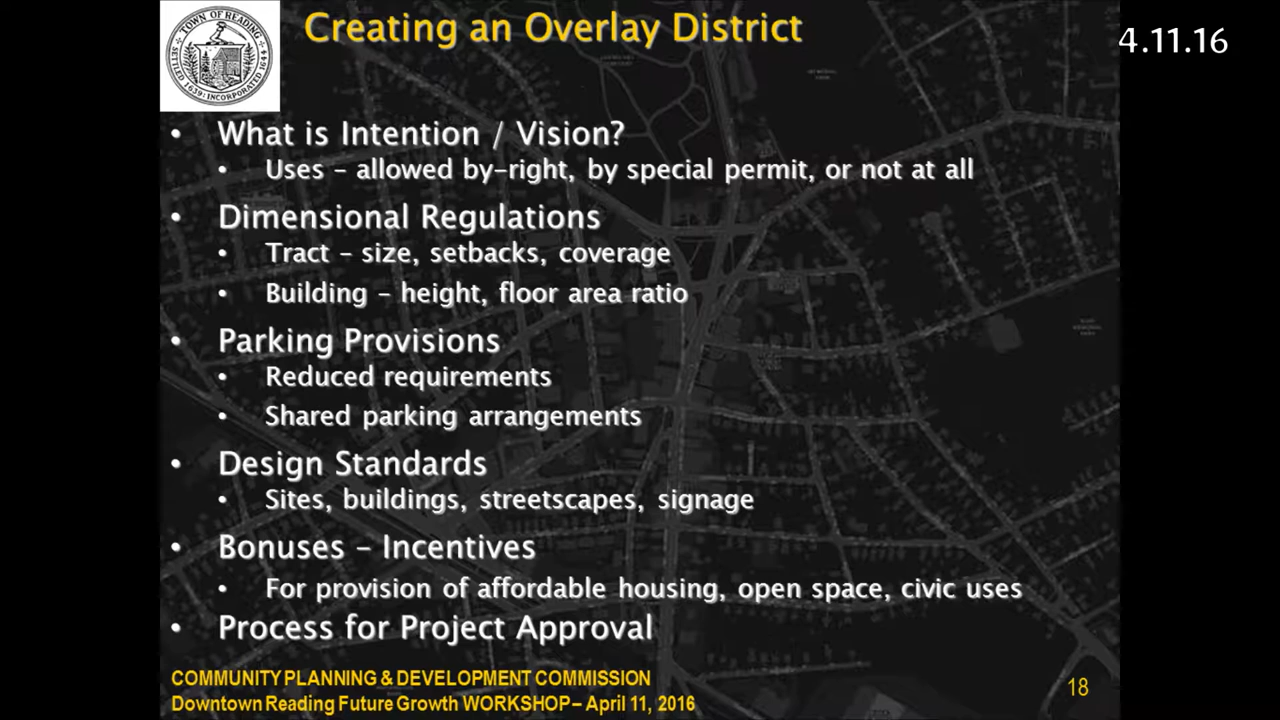 TOWN OF READING
SETTLED 1639: INCORPORATED 1644
Creating an Overlay District
4.11.16
• What is Intention / Vision?
• Uses – allowed by-right, by special permit, or not at all
• Dimensional Regulations
• Tract – size, setbacks, coverage
• Building – height, floor area ratio
• Parking Provisions
• Reduced requirements
• Shared parking arrangements
• Design Standards
• Sites, buildings, streetscapes, signage
• Bonuses – Incentives
• For provision of affordable housing, open space, civic uses
• Process for Project Approval
COMMUNITY PLANNING & DEVELOPMENT COMMISSION
Downtown Reading Future Growth WORKSHOP – April 11, 2016
18